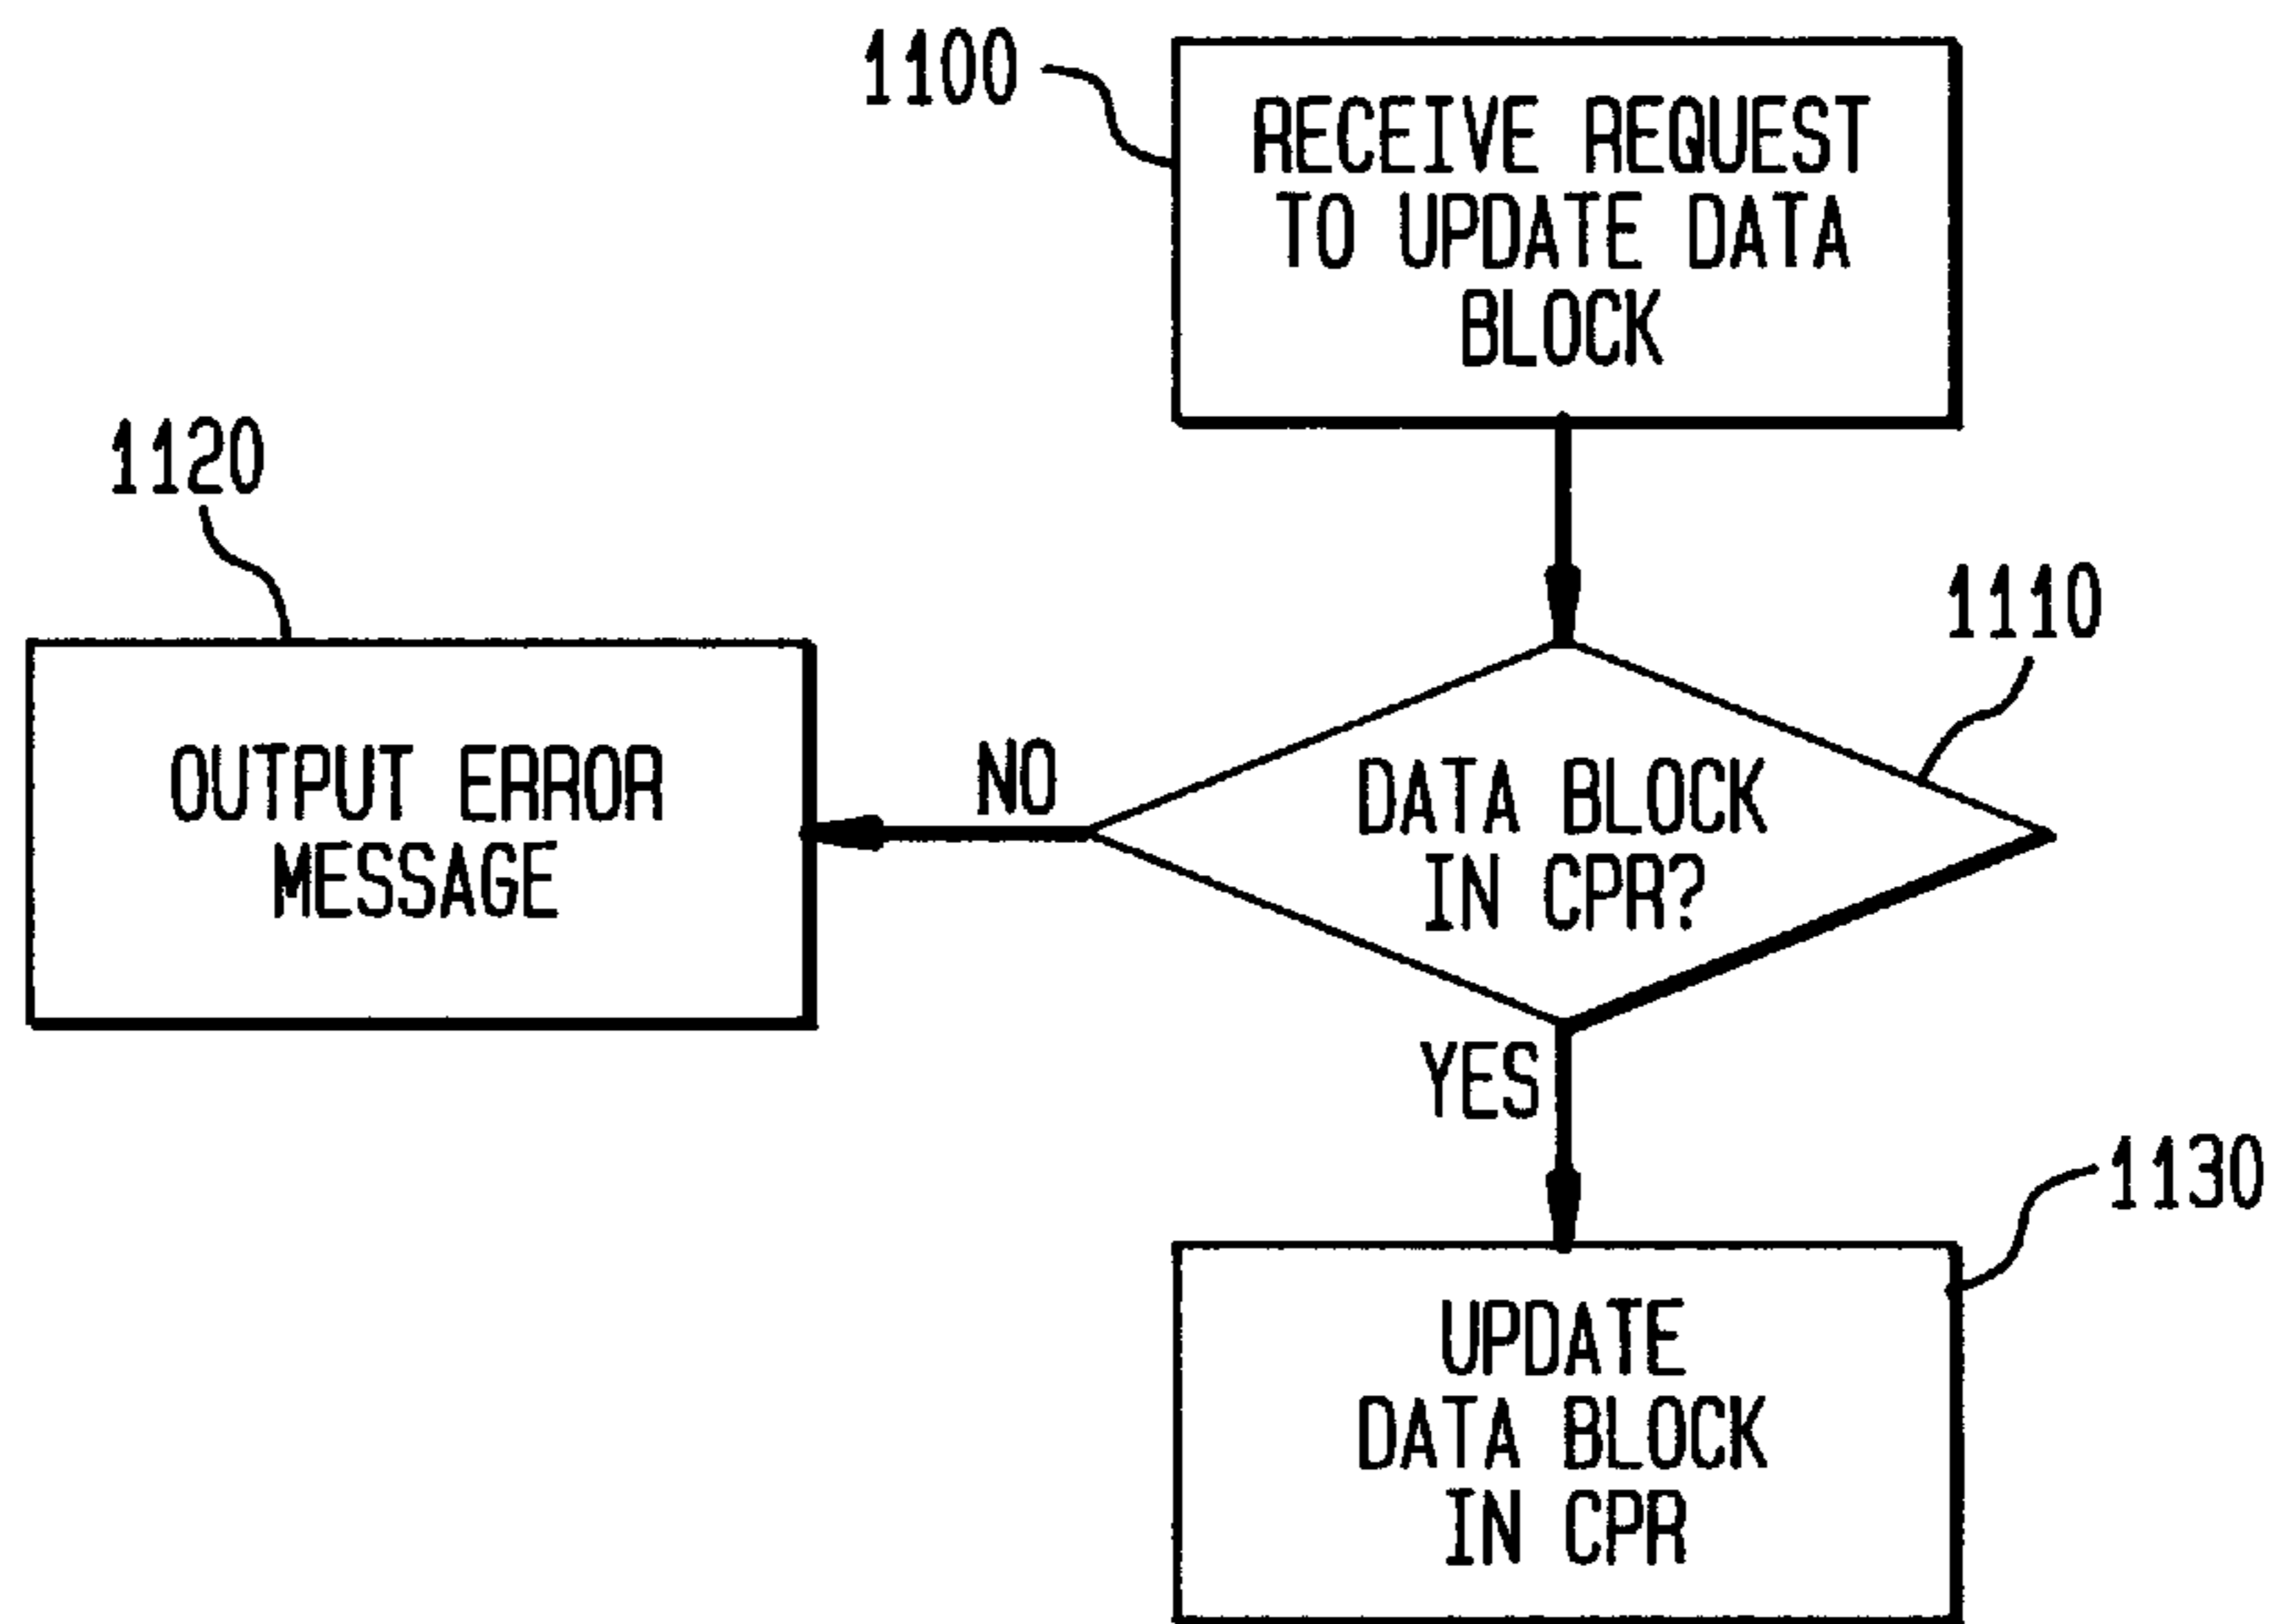 1100
RECEIVE REQUEST
TO UPDATE DATA
BLOCK
1120
OUTPUT ERROR
MESSAGE
NO
1110
DATA BLOCK
IN CPR?
YES
1130
UPDATE
DATA BLOCK
IN CPR